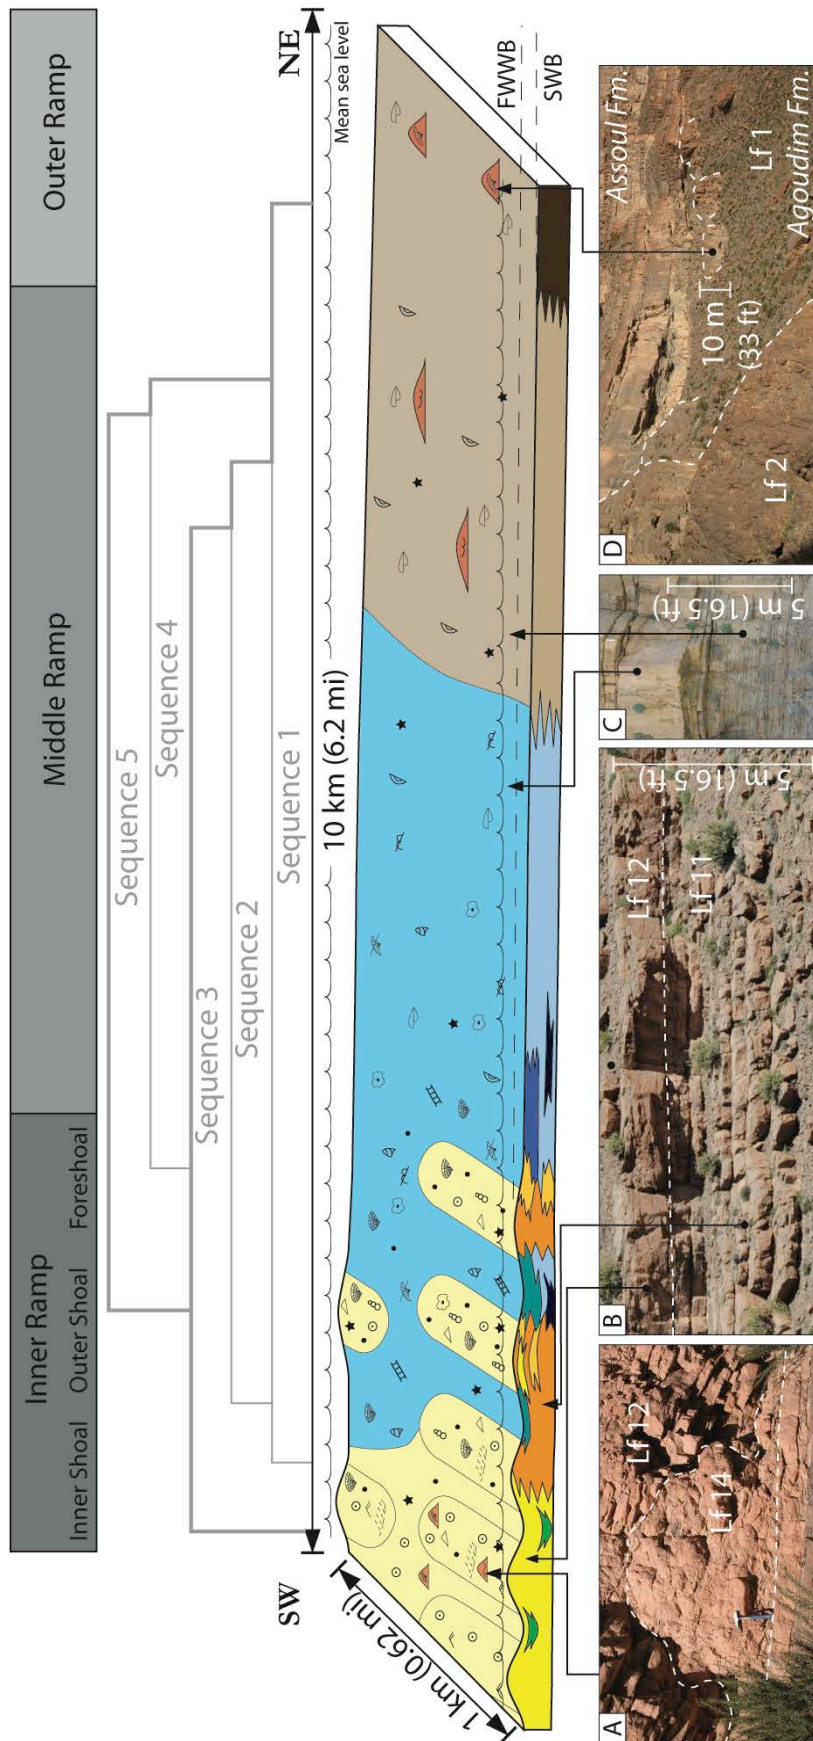 Inner Ramp
Middle Ramp
Outer Ramp
Inner Shoal
Outer Shoal
Foreshoal
Sequence 5
Sequence 4
Sequence 3
Sequence 2
Sequence 1
SW
NE
10 km (6.2 mi)
Mean sea level
1 km (0.62 mi)
FWWB
SWB
A
Lf 12
Lf 14
B
Lf 12
Lf 11
5 m (16.5 ft)
C
5 m (16.5 ft)
D
Assoul Fm.
10 m
(33 ft)
Lf 2
Lf 1
Agoudim Fm.